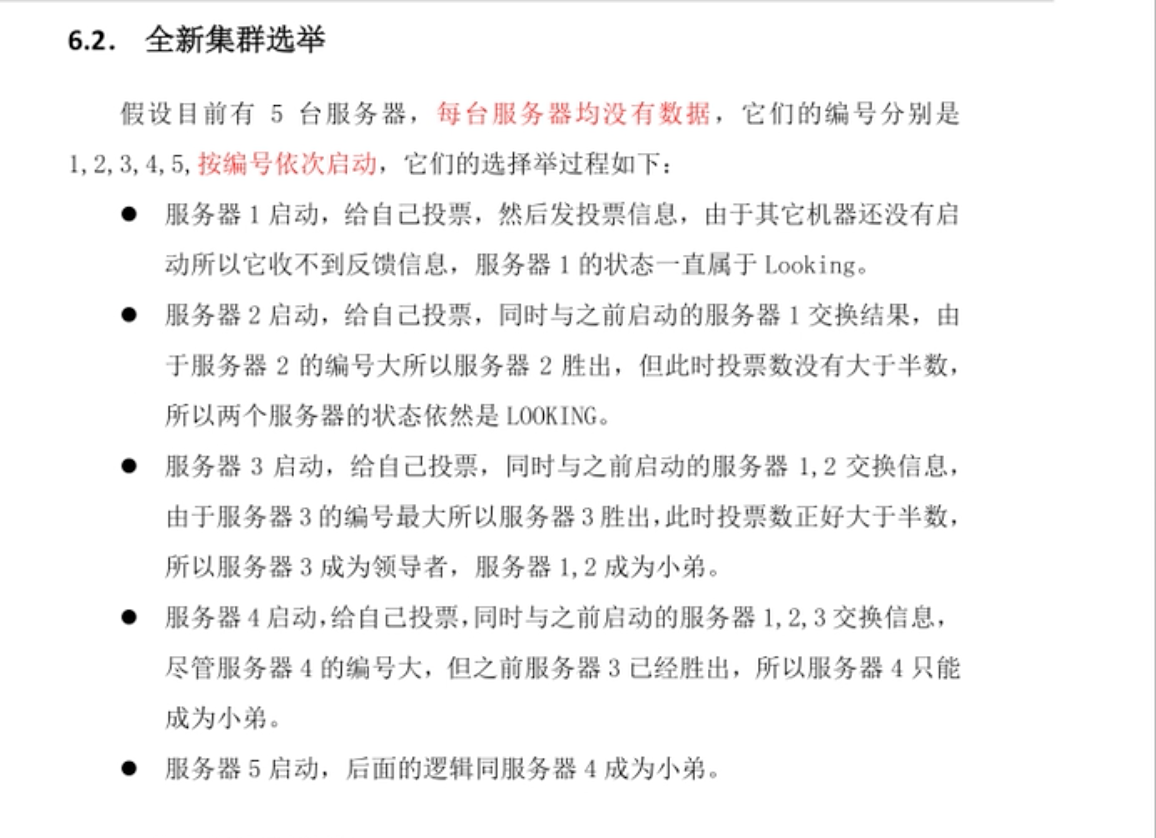 6.2. 全新集群选举
假设目前有 5 台服务器，每台服务器均没有数据，它们的编号分别是
1,2,3,4,5,按编号依次启动，它们的选择举过程如下：
● 服务器 1 启动，给自己投票，然后发投票信息，由于其它机器还没有启
动所以它收不到反馈信息，服务器 1 的状态一直属于 Looking。
● 服务器 2 启动，给自己投票，同时与之前启动的服务器 1 交换结果，由
于服务器 2 的编号大所以服务器 2 胜出，但此时投票数没有大于半数，
所以两个服务器的状态依然是 LOOKING。
● 服务器 3 启动，给自己投票，同时与之前启动的服务器 1,2 交换信息，
由于服务器 3 的编号最大所以服务器 3 胜出，此时投票数正好大于半数，
所以服务器 3 成为领导者，服务器 1,2 成为小弟。
● 服务器 4 启动，给自己投票，同时与之前启动的服务器 1,2,3 交换信息，
尽管服务器 4 的编号大，但之前服务器 3 已经胜出，所以服务器 4 只能
成为小弟。
● 服务器 5 启动，后面的逻辑同服务器 4 成为小弟。